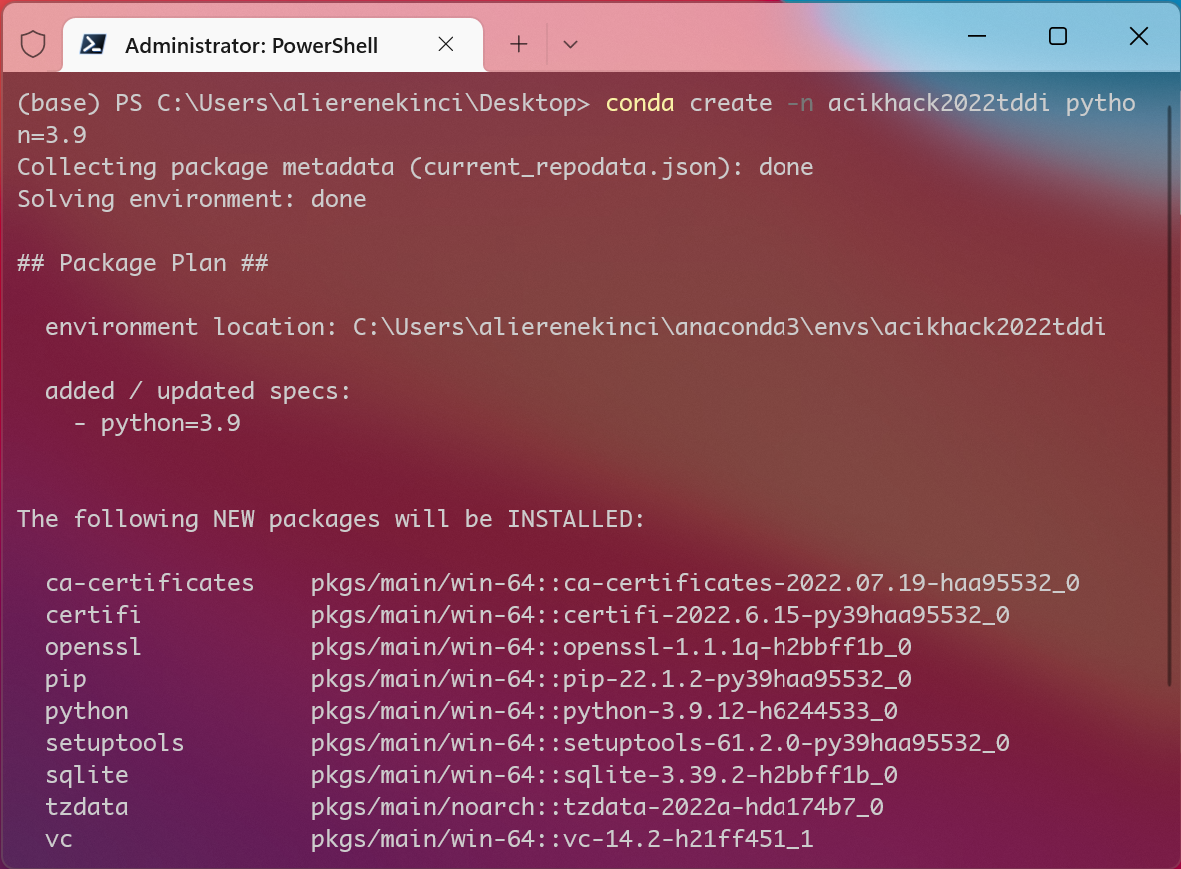 Administrator: PowerShell
(base) PS C:\Users\alierenekinci\Desktop> conda create -n acikhack2022tddi pytho
n=3.9
Collecting package metadata (current_repodata.json): done
Solving environment: done
## Package Plan ##
environment location: C:\Users\alierenekinci\anaconda3\envs\acikhack2022tddi
added / updated specs:
- python=3.9
The following NEW packages will be INSTALLED:
ca-certificates pkgs/main/win-64::ca-certificates-2022.07.19-haa95532_0
certifi pkgs/main/win-64::certifi-2022.6.15-py39haa95532_0
openssl pkgs/main/win-64::openssl-1.1.1q-h2bbff1b_0
pip pkgs/main/win-64::pip-22.1.2-py39haa95532_0
python pkgs/main/win-64::python-3.9.12-h6244533_0
setuptools pkgs/main/win-64::setuptools-61.2.0-py39haa95532_0
sqlite pkgs/main/win-64::sqlite-3.39.2-h2bbff1b_0
tzdata pkgs/main/noarch::tzdata-2022a-hda174b7_0
vc pkgs/main/win-64::vc-14.2-h21ff451_1